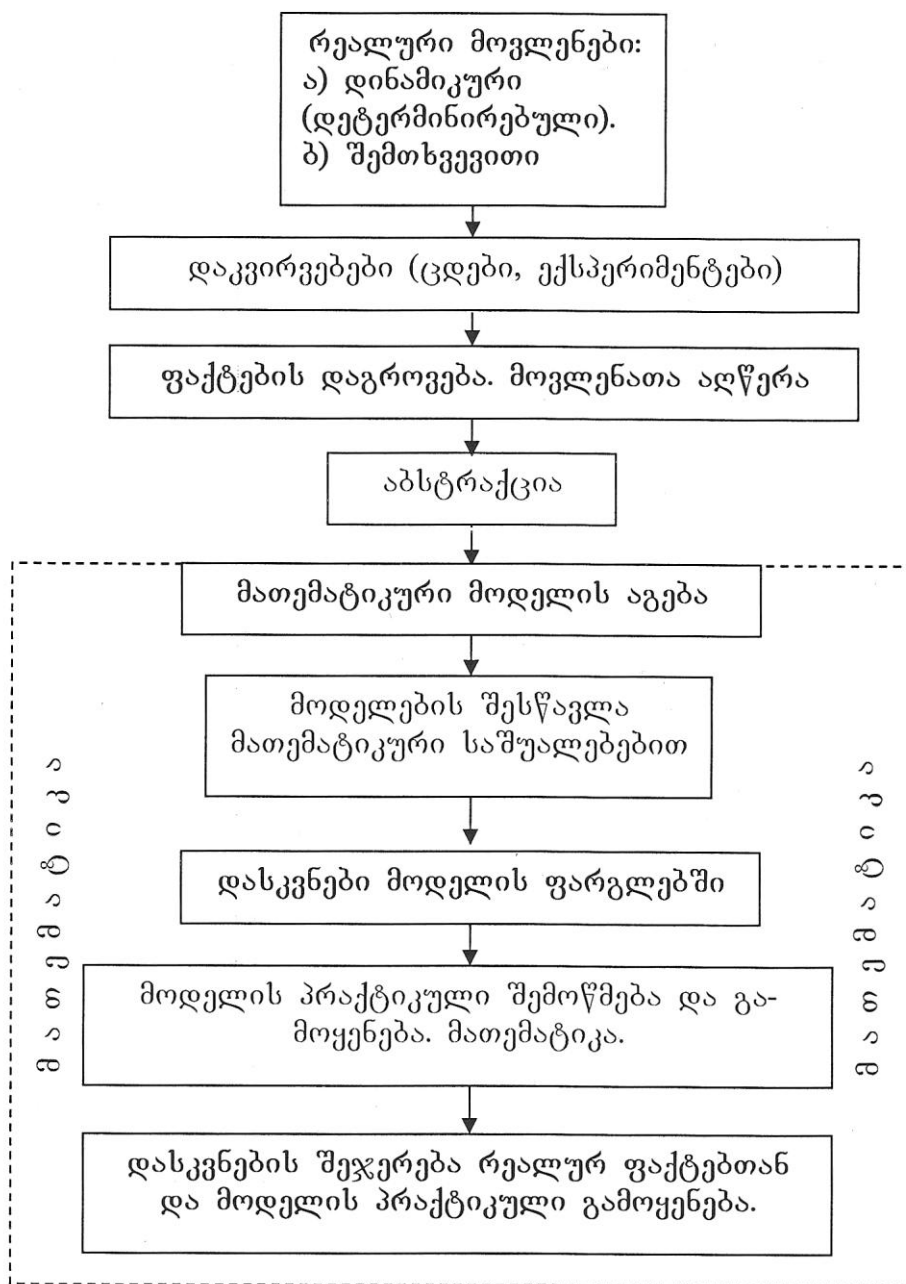 რეალური მოვლენები:
ა) დინამიკური
(დეტერმინირებული).
ბ) შემთხვევითი
დაკვირვებები (ცდები, ექსპერიმენტები)
ფაქტების დაგროვება. მოვლენათა აღწერა
აბსტრაქცია
მათემატიკური მოდელის აგება
მოდელების შესწავლა
მათემატიკური საშუალებებით
დასკვნები მოდელის ფარგლებში
მოდელის პრაქტიკული შემოწმება და გა-
მოყენება. მათემატიკა.
დასკვნების შეჯერება რეალურ ფაქტებთან
და მოდელის პრაქტიკული გამოყენება.
მათემატიკა
მათემატიკა